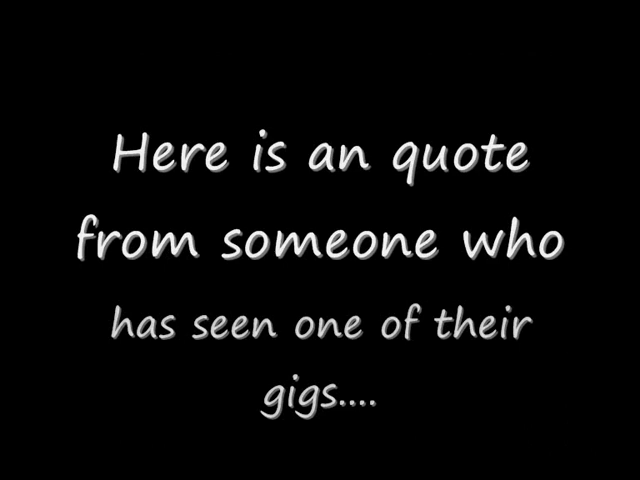 Here is an quote
from someone who
has seen one of their
gigs....